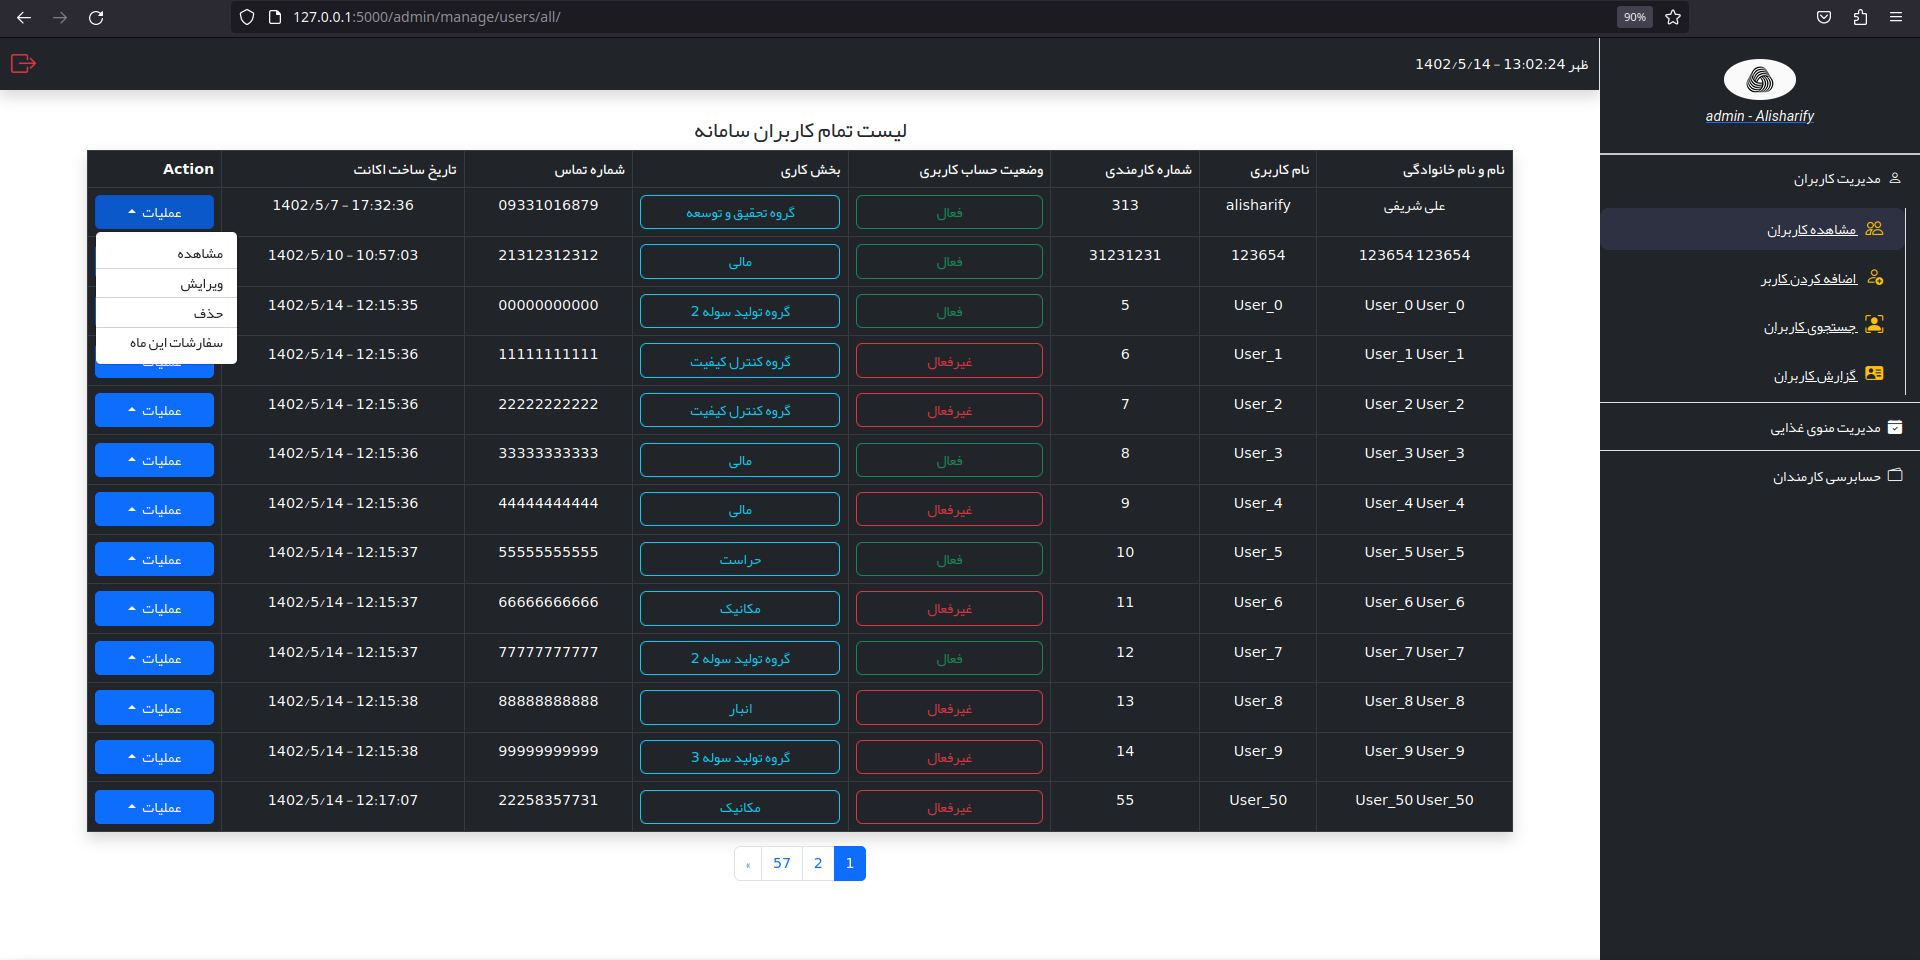 127.0.0.1:5000/admin/manage/users/all/
90%
ظهر 13:02:24 - 1402/5/14
admin - Alisharify
مدیریت کاربران
مشاهده کاربران
اضافه کردن کاربر
جستجوی کاربران
گزارش کاربران
مدیریت منوی غذایی
حسابرسی کارمندان
لیست تمام کاربران سامانه
نام و نام خانوادگی نام کاربری شماره کارمندی وضعیت حساب کاربری بخش کاری شماره تماس تاریخ ساخت اکانت Action
علی شریفی alisharify 313 فعال گروه تحقیق و توسعه 09331016879 1402/5/7 - 17:32:36 عملیات
مشاهده
ویرایش
حذف
سفارشات این ماه
123654 123654 123654 31231231 فعال مالی 21312312312 1402/5/10 - 10:57:03
User_0 User_0 User_0 5 فعال گروه تولید سوله 2 00000000000 1402/5/14 - 12:15:35
User_1 User_1 User_1 6 غیرفعال گروه کنترل کیفیت 11111111111 1402/5/14 - 12:15:36 عملیات
User_2 User_2 User_2 7 غیرفعال گروه کنترل کیفیت 22222222222 1402/5/14 - 12:15:36 عملیات
User_3 User_3 User_3 8 فعال مالی 33333333333 1402/5/14 - 12:15:36 عملیات
User_4 User_4 User_4 9 غیرفعال مالی 44444444444 1402/5/14 - 12:15:36 عملیات
User_5 User_5 User_5 10 فعال حراست 55555555555 1402/5/14 - 12:15:37 عملیات
User_6 User_6 User_6 11 غیرفعال مکانیک 66666666666 1402/5/14 - 12:15:37 عملیات
User_7 User_7 User_7 12 فعال گروه تولید سوله 2 77777777777 1402/5/14 - 12:15:37 عملیات
User_8 User_8 User_8 13 غیرفعال انبار 88888888888 1402/5/14 - 12:15:38 عملیات
User_9 User_9 User_9 14 غیرفعال گروه تولید سوله 3 99999999999 1402/5/14 - 12:15:38 عملیات
User_50 User_50 User_50 55 غیرفعال مکانیک 22258357731 1402/5/14 - 12:17:07 عملیات
1 2 57 »